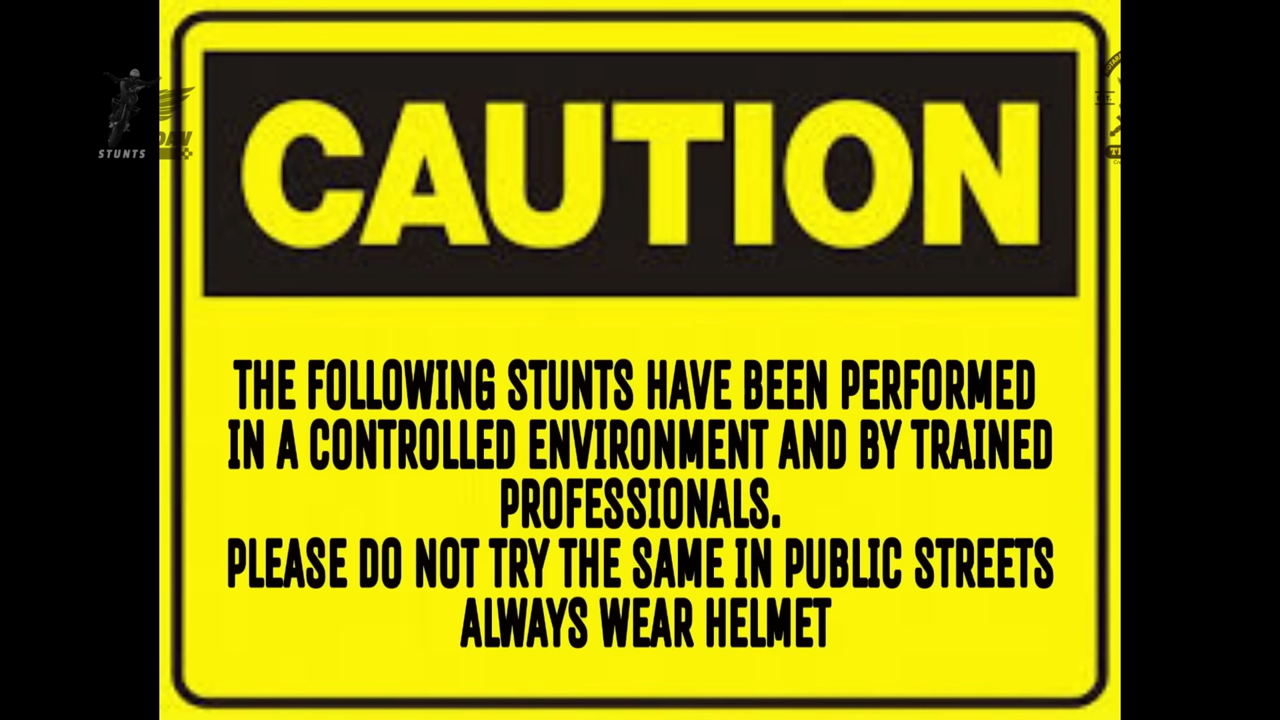 CAUTION
STUNTS
THE FOLLOWING STUNTS HAVE BEEN PERFORMED
IN A CONTROLLED ENVIRONMENT AND BY TRAINED
PROFESSIONALS.
PLEASE DO NOT TRY THE SAME IN PUBLIC STREETS
ALWAYS WEAR HELMET